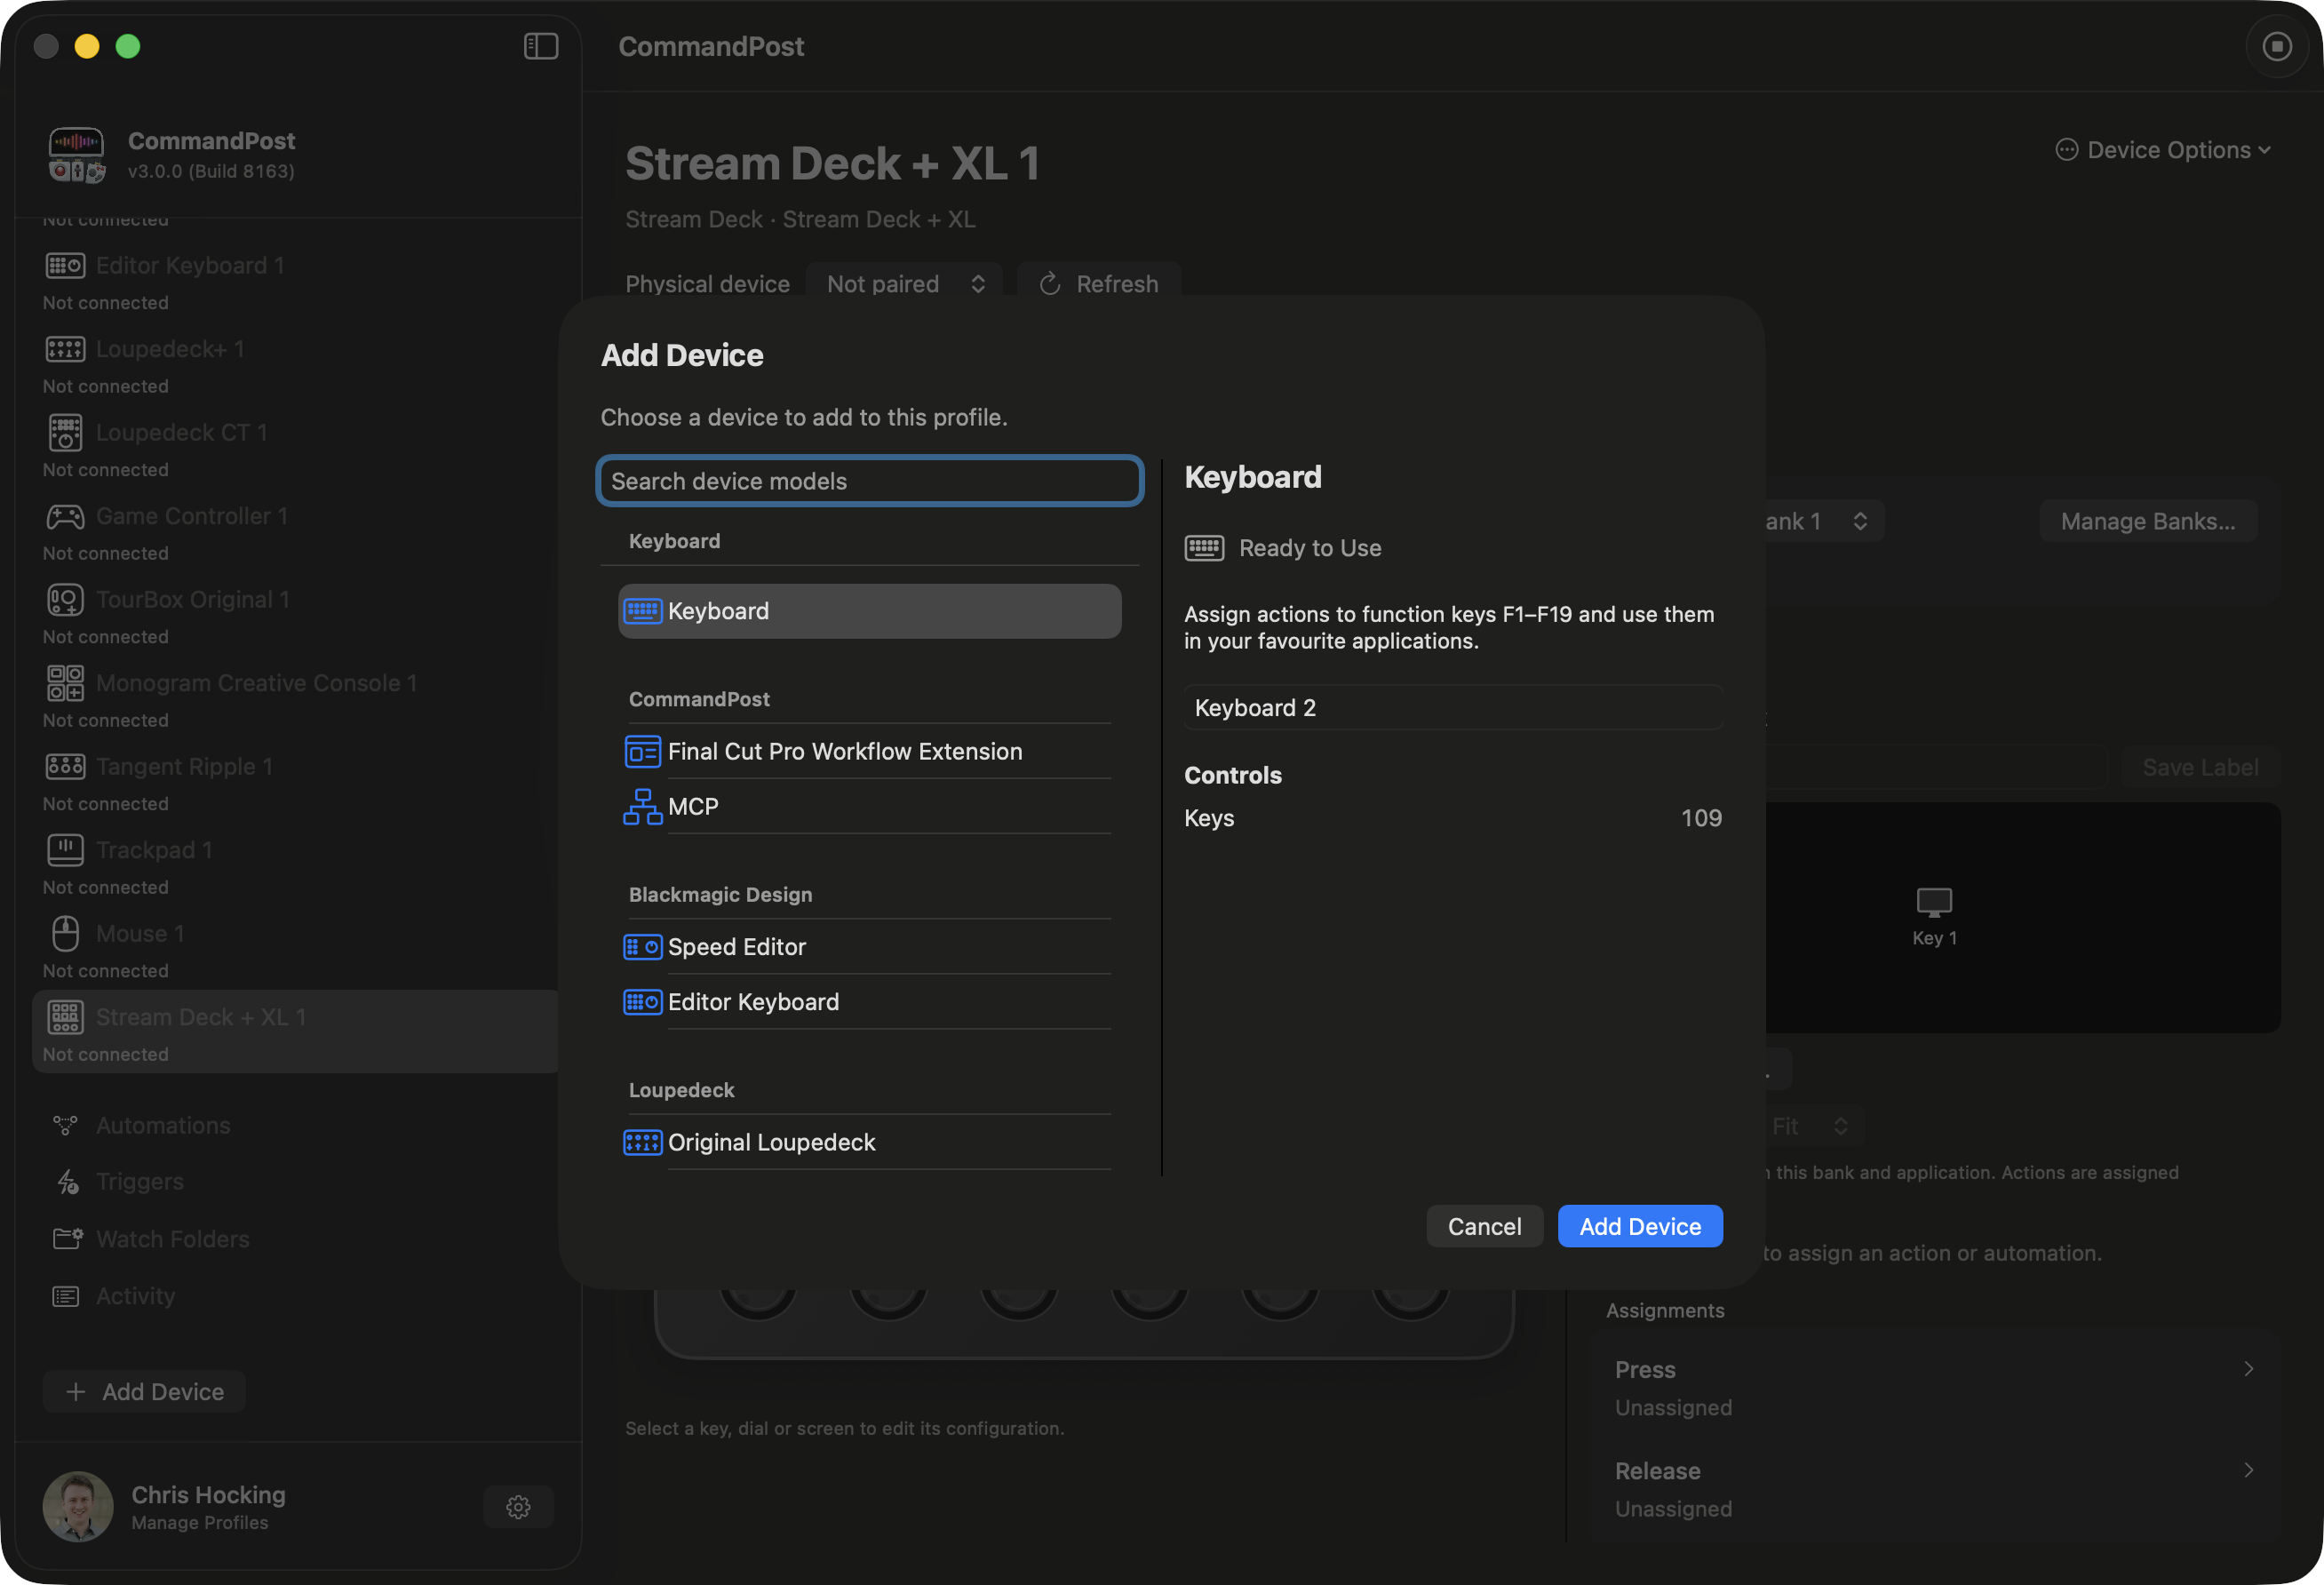 CommandPost
CommandPost
v3.0.0 (Build 8163)
Not connected
Editor Keyboard 1
Not connected
Loupedeck+ 1
Not connected
Loupedeck CT 1
Not connected
Game Controller 1
Not connected
TourBox Original 1
Not connected
Monogram Creative Console 1
Not connected
Tangent Ripple 1
Not connected
Trackpad 1
Not connected
Mouse 1
Not connected
Stream Deck + XL 1
Not connected
Automations
Triggers
Watch Folders
Activity
+ Add Device
Chris Hocking
Manage Profiles
Stream Deck + XL 1
Device Options
Stream Deck · Stream Deck + XL
Physical device Not paired Refresh
Add Device
Choose a device to add to this profile.
Search device models
Keyboard
Keyboard
CommandPost
Final Cut Pro Workflow Extension
MCP
Blackmagic Design
Speed Editor
Editor Keyboard
Loupedeck
Original Loupedeck
Keyboard
Ready to Use
Assign actions to function keys F1–F19 and use them
in your favourite applications.
Keyboard 2
Controls
Keys 109
Cancel Add Device
ank 1 Manage Banks...
Save Label
Key 1
Fit
this bank and application. Actions are assigned
to assign an action or automation.
Assignments
Press
Unassigned
Release
Unassigned
Select a key, dial or screen to edit its configuration.